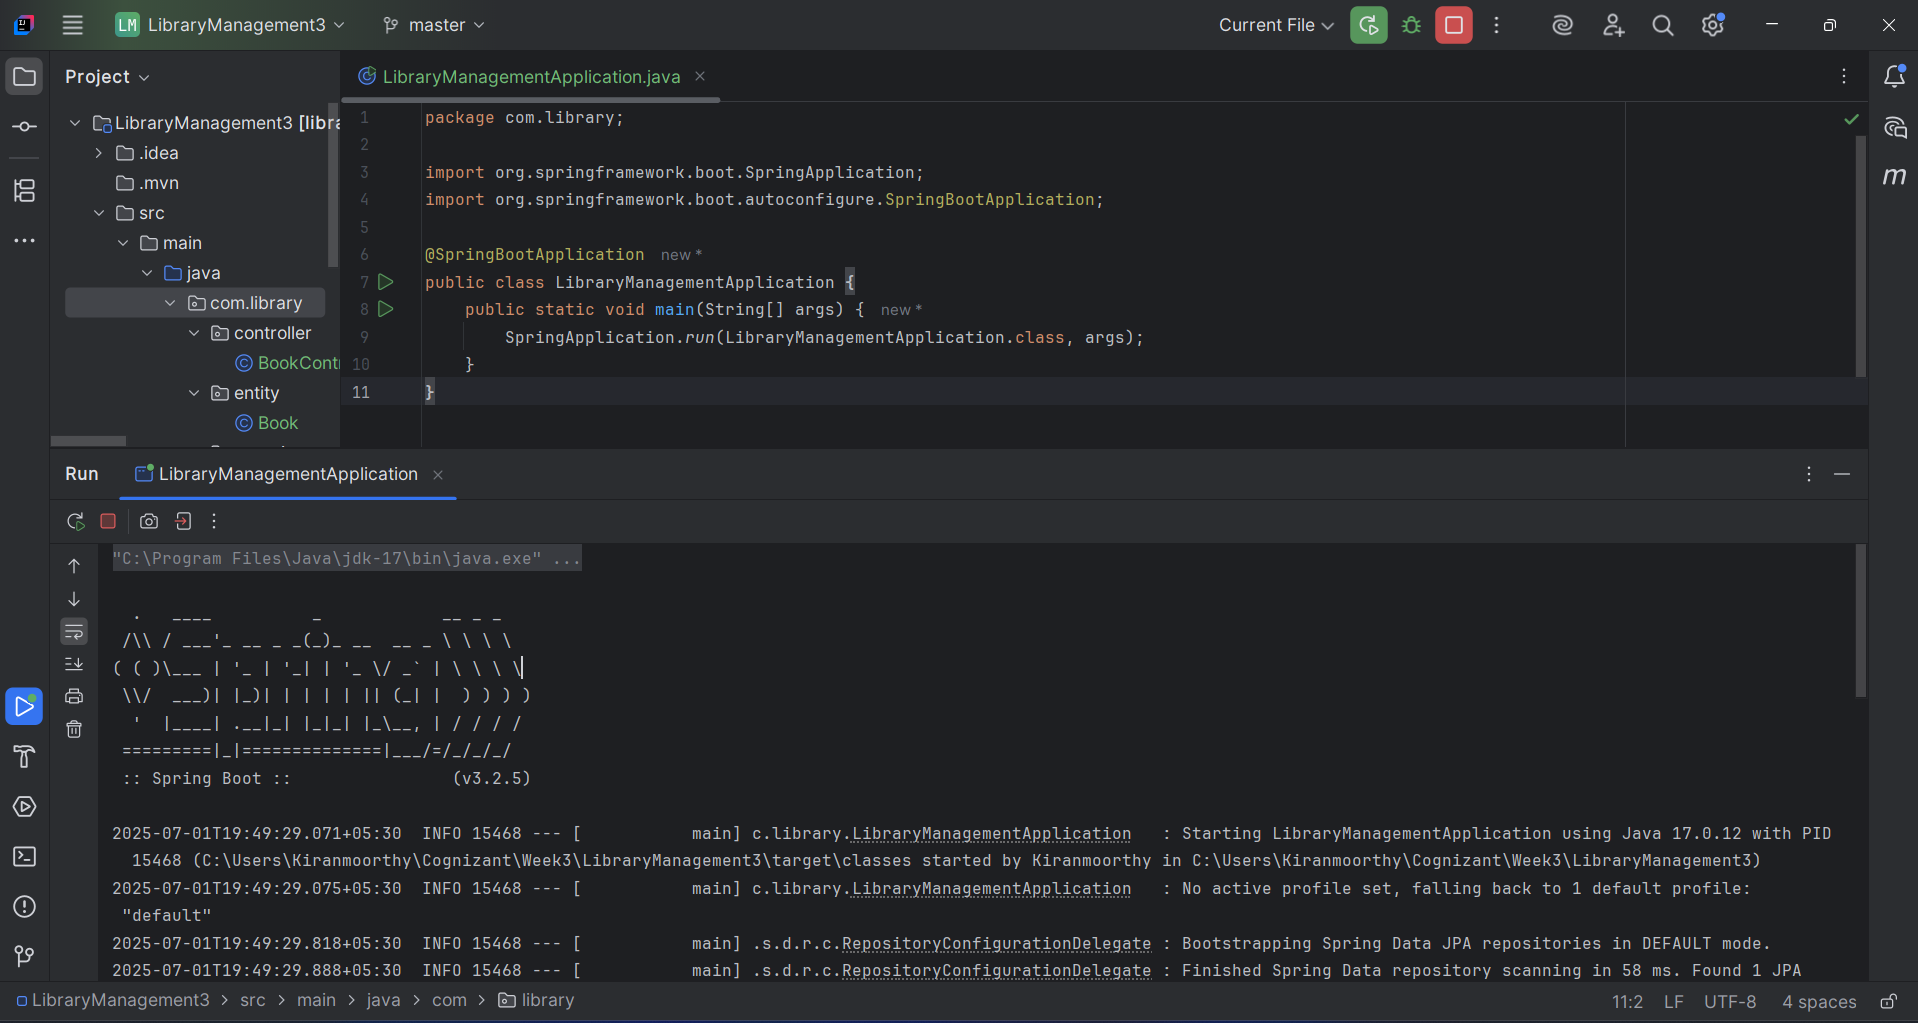 LM LibraryManagement3 master Current File
Project
LibraryManagementApplication.java
LibraryManagement3 [libra
.idea
.mvn
src
main
java
com.library
controller
BookCont
entity
Book
1 package com.library;
2
3 import org.springframework.boot.SpringApplication;
4 import org.springframework.boot.autoconfigure.SpringBootApplication;
5
6 @SpringBootApplication new *
7 public class LibraryManagementApplication {
8 public static void main(String[] args) { new *
9 SpringApplication.run(LibraryManagementApplication.class, args);
10 }
11 }
Run LibraryManagementApplication
"C:\Program Files\Java\jdk-17\bin\java.exe" ...
  .   ____          _            __ _ _
 /\\ / ___'_ __ _ _(_)_ __  __ _ \ \ \ \
( ( )\___ | '_ | '_| | '_ \/ _` | \ \ \ \
 \\/  ___)| |_)| | | | | || (_| |  ) ) ) )
  '  |____| .__|_| |_|_| |_\__, | / / / /
 =========|_|==============|___/=/_/_/_/
:: Spring Boot :: (v3.2.5)
2025-07-01T19:49:29.071+05:30 INFO 15468 --- [ main] c.library.LibraryManagementApplication : Starting LibraryManagementApplication using Java 17.0.12 with PID
15468 (C:\Users\Kiranmoorthy\Cognizant\Week3\LibraryManagement3\target\classes started by Kiranmoorthy in C:\Users\Kiranmoorthy\Cognizant\Week3\LibraryManagement3)
2025-07-01T19:49:29.075+05:30 INFO 15468 --- [ main] c.library.LibraryManagementApplication : No active profile set, falling back to 1 default profile:
"default"
2025-07-01T19:49:29.818+05:30 INFO 15468 --- [ main] .s.d.r.c.RepositoryConfigurationDelegate : Bootstrapping Spring Data JPA repositories in DEFAULT mode.
2025-07-01T19:49:29.888+05:30 INFO 15468 --- [ main] .s.d.r.c.RepositoryConfigurationDelegate : Finished Spring Data repository scanning in 58 ms. Found 1 JPA
LibraryManagement3 > src > main > java > com > library 11:2 LF UTF-8 4 spaces